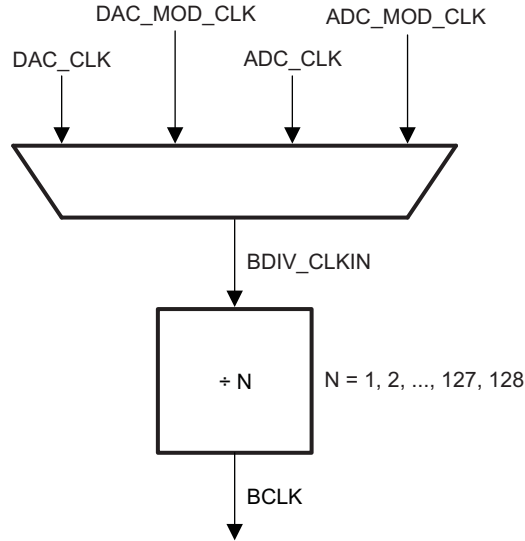 DAC_MOD_CLK
ADC_MOD_CLK
DAC_CLK
ADC_CLK
BDIV_CLKIN
÷ N
N = 1, 2, ..., 127, 128
BCLK